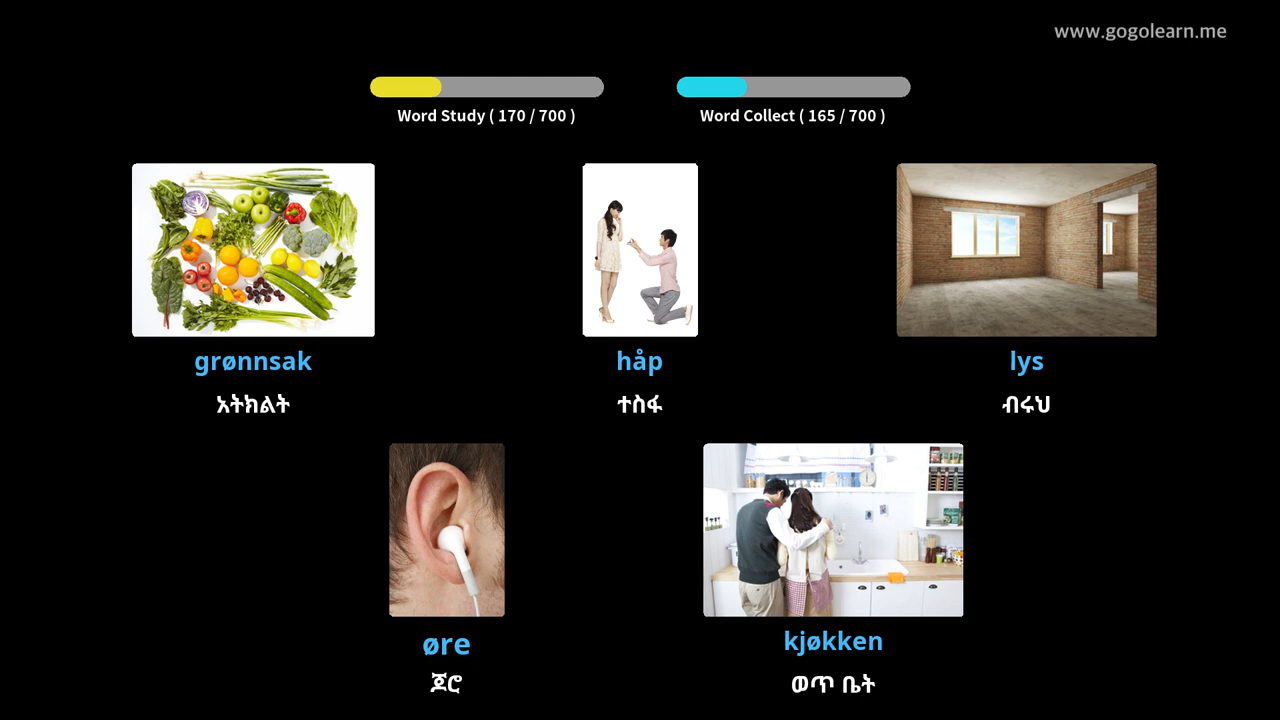 www.gogolearn.me
Word Study ( 170 / 700 )
Word Collect ( 165 / 700 )
grønnsak
håp
lys
አትክልት
ተስፋ
ብሩህ
øre
kjøkken
ጆሮ
ወጥ ቤት